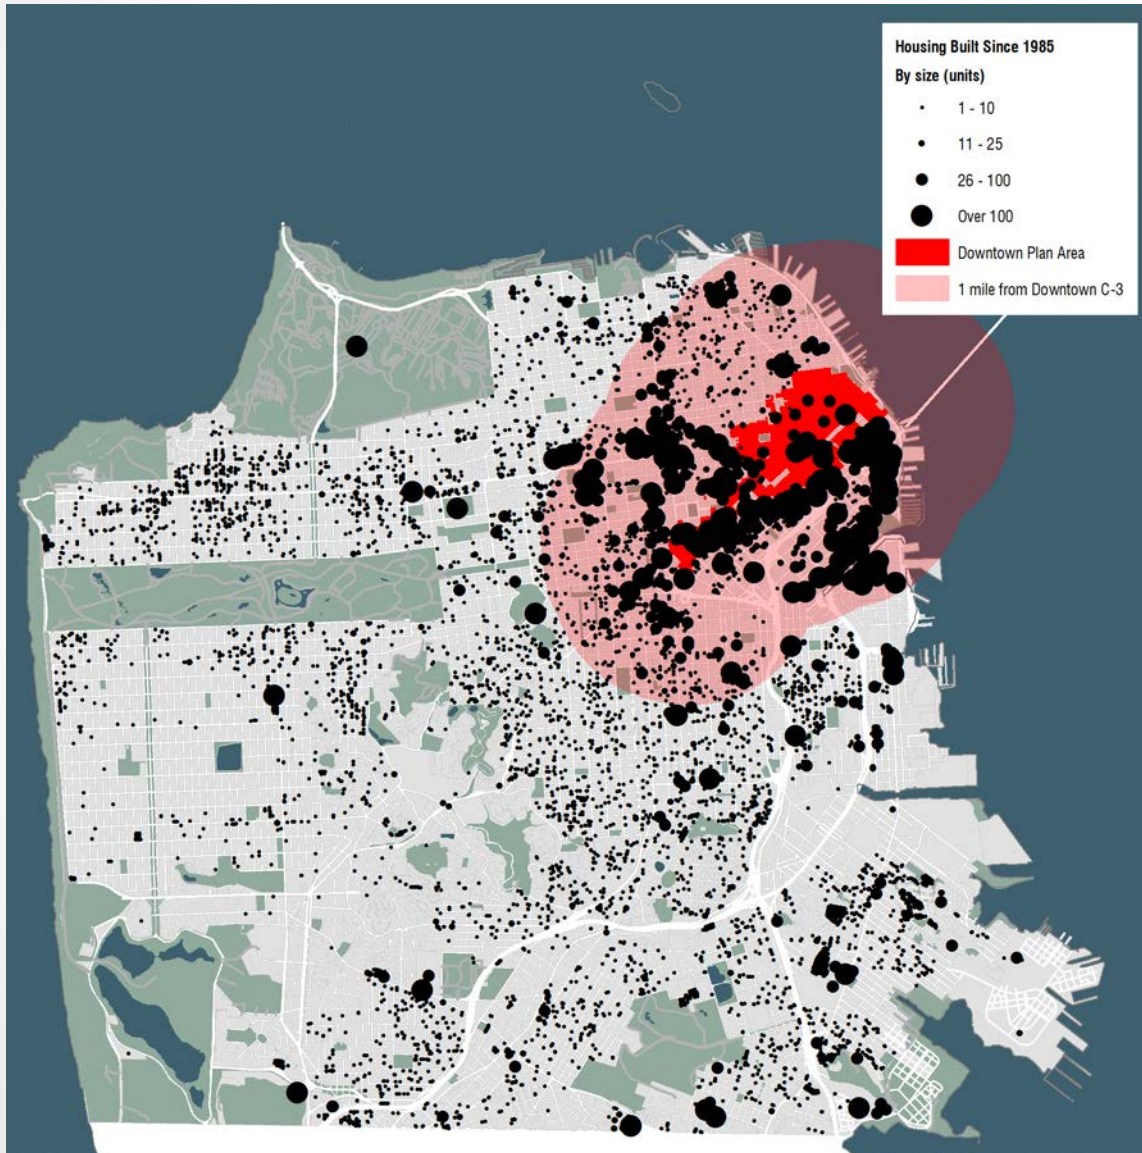 Housing Built Since 1985
By size (units)
1 - 10
11 - 25
26 - 100
Over 100
Downtown Plan Area
1 mile from Downtown C-3